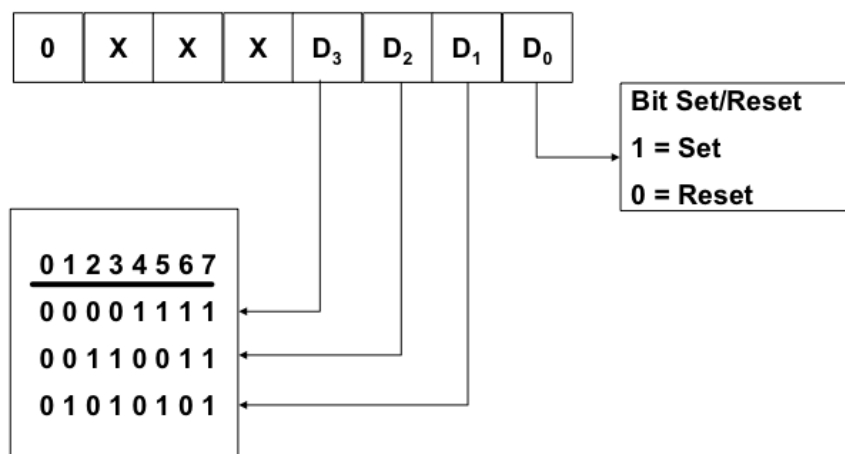 0 X X X D₃ D₂ D₁ D₀
Bit Set/Reset
1 = Set
0 = Reset
0 1 2 3 4 5 6 7
0 0 0 0 1 1 1 1
0 0 1 1 0 0 1 1
0 1 0 1 0 1 0 1